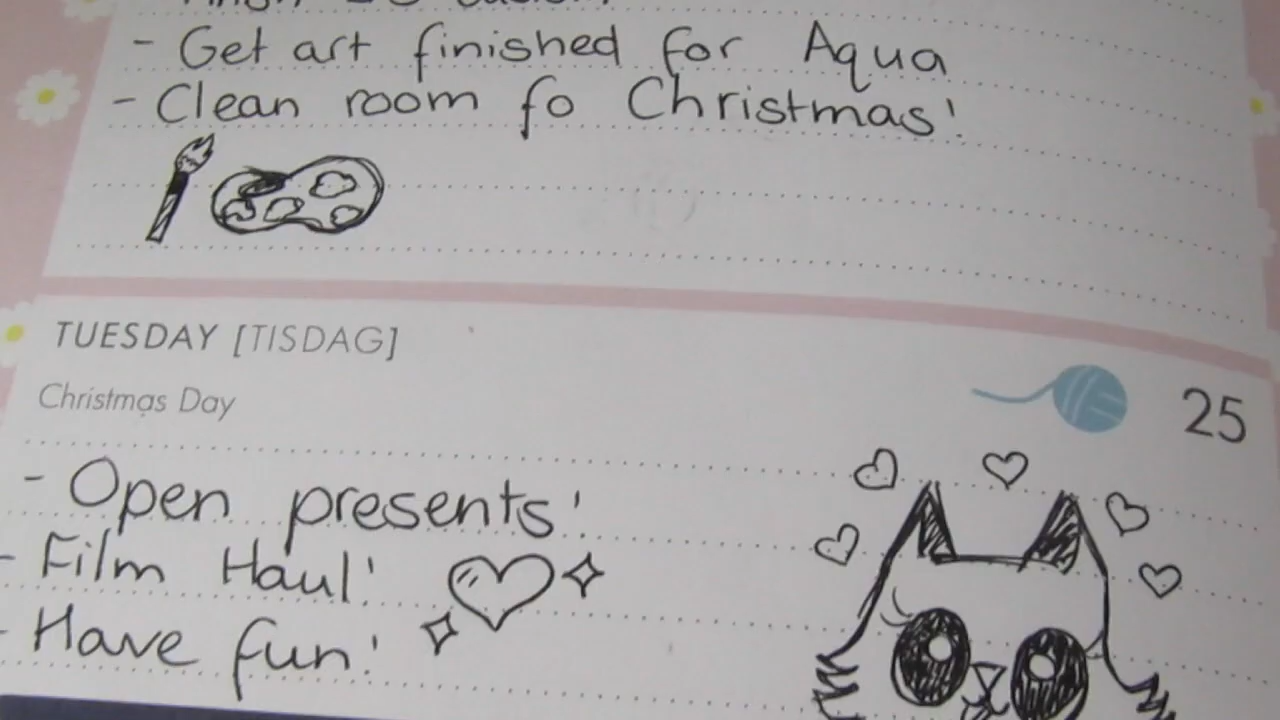 - Get art finished for Aqua
- Clean room fo Christmas!
TUESDAY [TISDAG]
Christmas Day
25
- Open presents!
- Film Haul!
- Have fun!